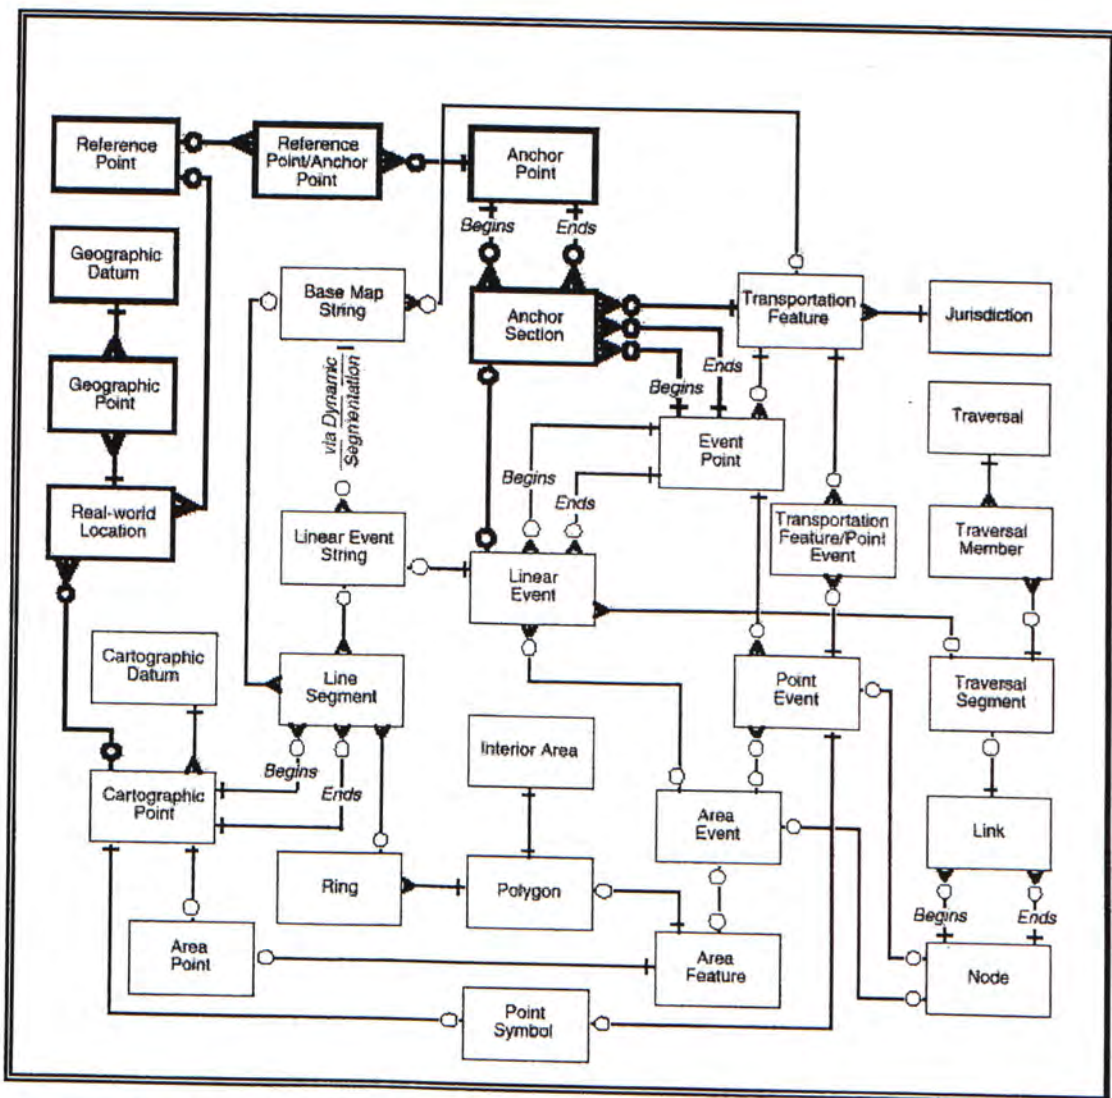 Reference
Point
Reference
Point/Anchor
Point
Anchor
Point
Begins
Ends
Geographic
Datum
Base Map
String
Anchor
Section
Transportation
Feature
Jurisdiction
Geographic
Point
via Dynamic
Segmentation
Begins
Ends
Event
Point
Traversal
Begins
Ends
Real-world
Location
Linear Event
String
Linear
Event
Transportation
Feature/Point
Event
Traversal
Member
Cartographic
Datum
Line
Segment
Point
Event
Traversal
Segment
Interior Area
Begins
Ends
Cartographic
Point
Area
Event
Link
Ring
Polygon
Begins
Ends
Area
Point
Area
Feature
Node
Point
Symbol